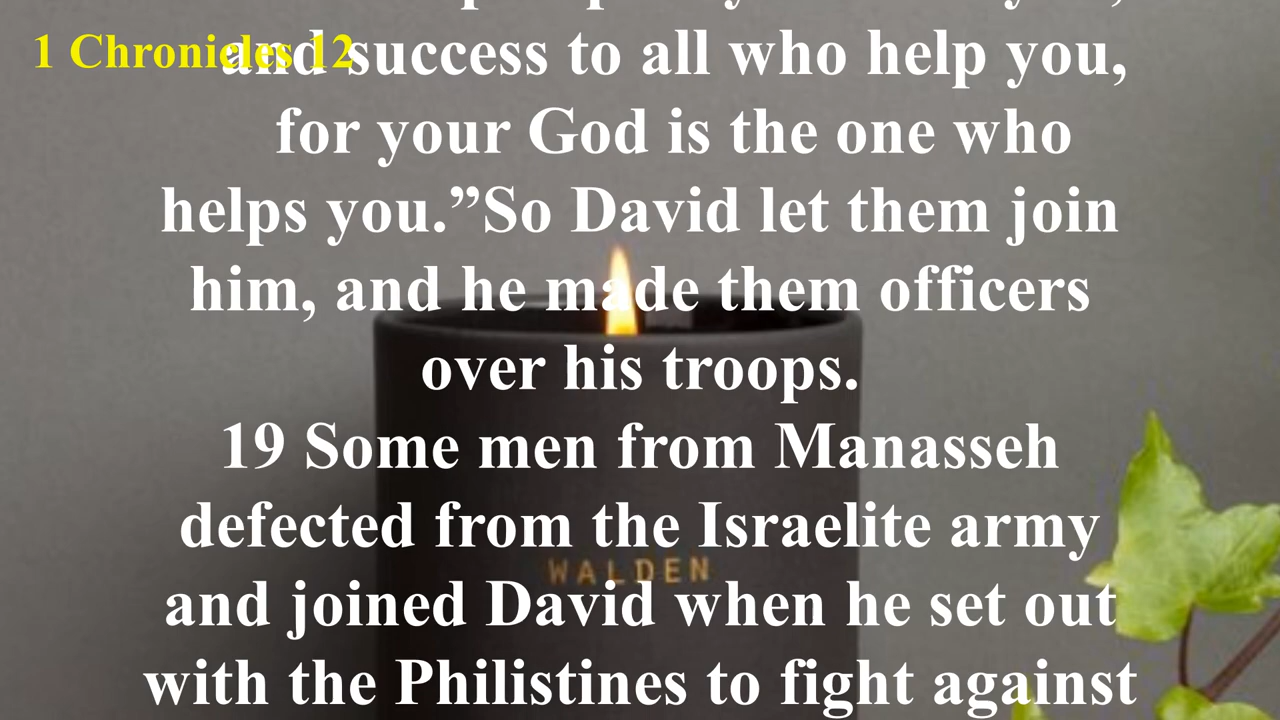 1 Chronicles 12
and success to all who help you,
for your God is the one who
helps you.”So David let them join
him, and he made them officers
over his troops.
19 Some men from Manasseh
defected from the Israelite army
WALDEN
and joined David when he set out
with the Philistines to fight against